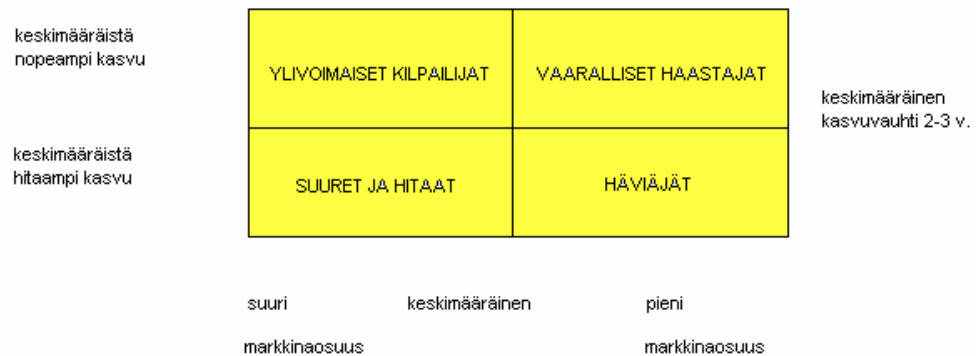 keskimääräistä
nopeampi kasvu
YLIVOIMAISET KILPAILIJAT
VAARALLISET HAASTAJAT
keskimääräinen
kasvuvauhti 2-3 v.
keskimääräistä
hitaampi kasvu
SUURET JA HITAAT
HÄVIÄJÄT
suuri
keskimääräinen
pieni
markkinaosuus
markkinaosuus